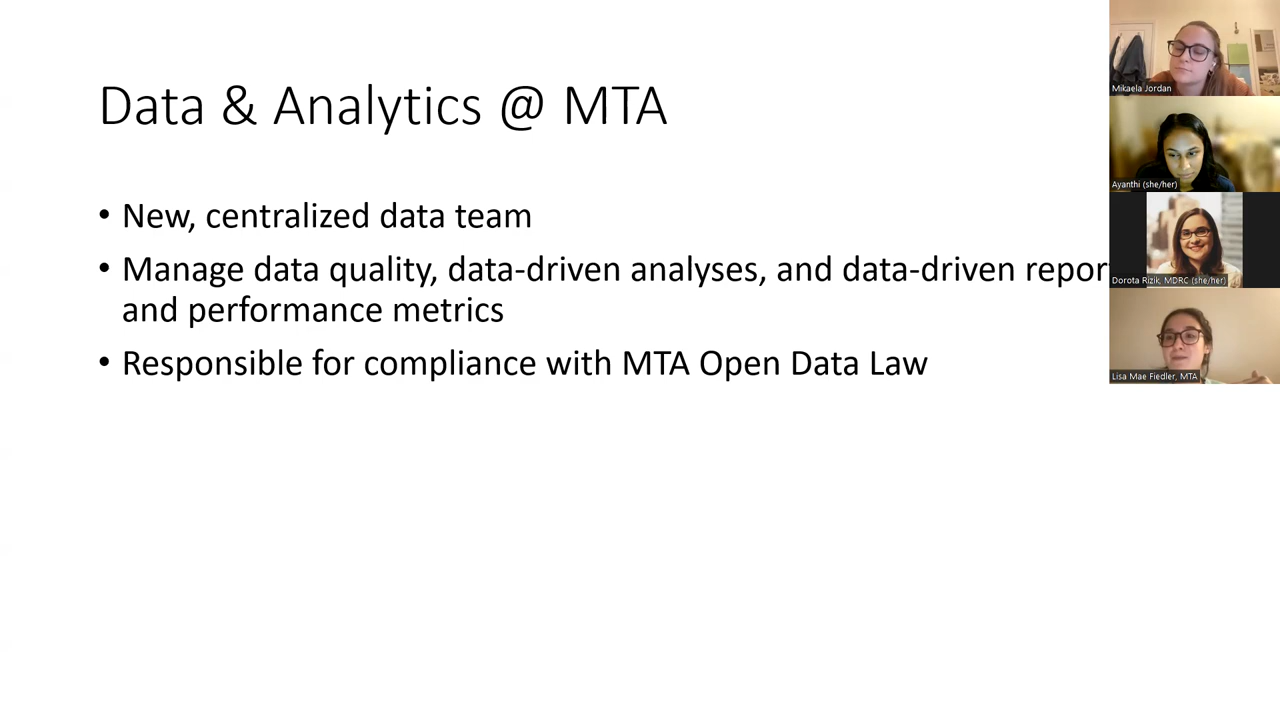 Data & Analytics @ MTA
• New, centralized data team
• Manage data quality, data-driven analyses, and data-driven repor
and performance metrics
• Responsible for compliance with MTA Open Data Law
Mikaela Jordan
Ayanthi (she/her)
Dorota Rizik, MDRC (she/her)
Lisa Mae Fiedler, MTA